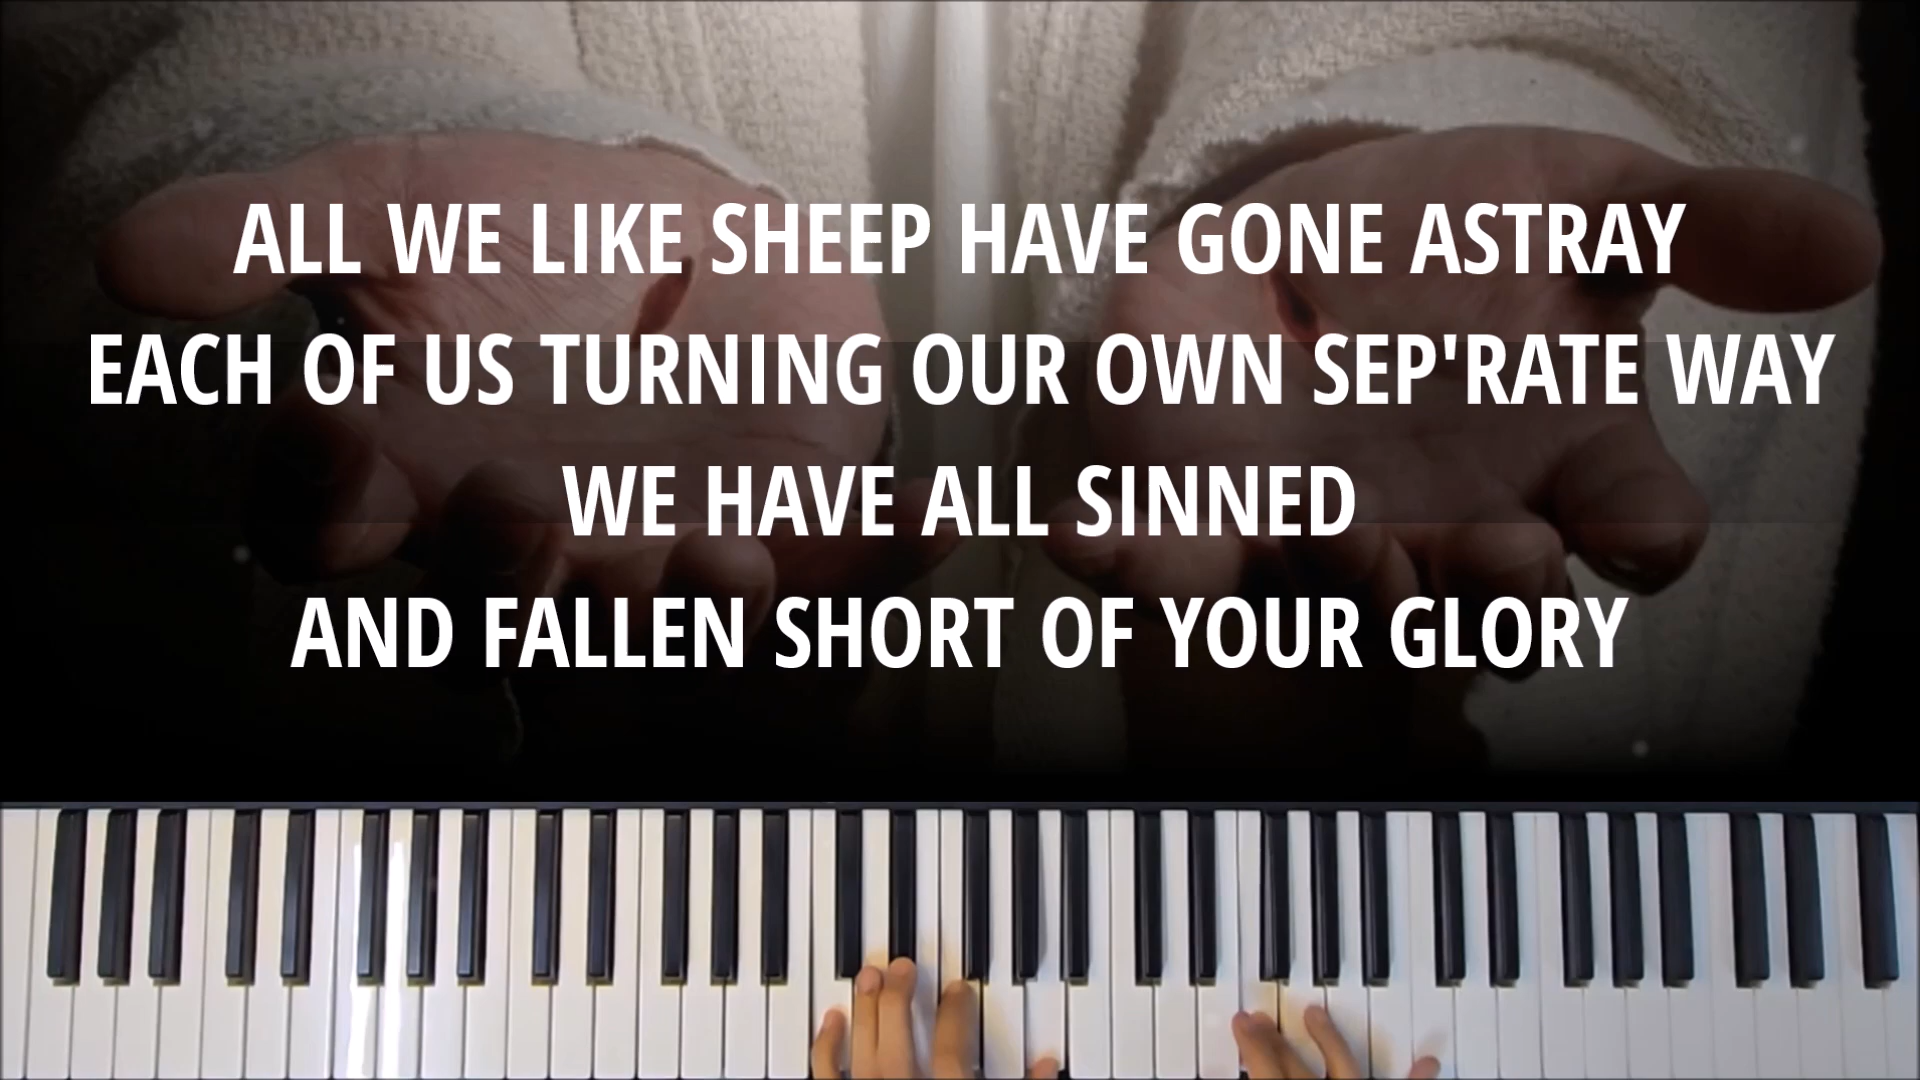 ALL WE LIKE SHEEP HAVE GONE ASTRAY
EACH OF US TURNING OUR OWN SEP'RATE WAY
WE HAVE ALL SINNED
AND FALLEN SHORT OF YOUR GLORY